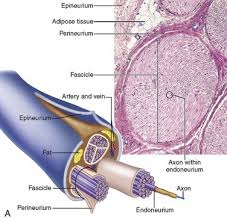 Epineurium
Adipose tissue
Perineurium
Fascicle
Artery and vein
Epineurium
Fat
Axon within
endoneurium
Fascicle
Axon
Endoneurium
Perineurium
A